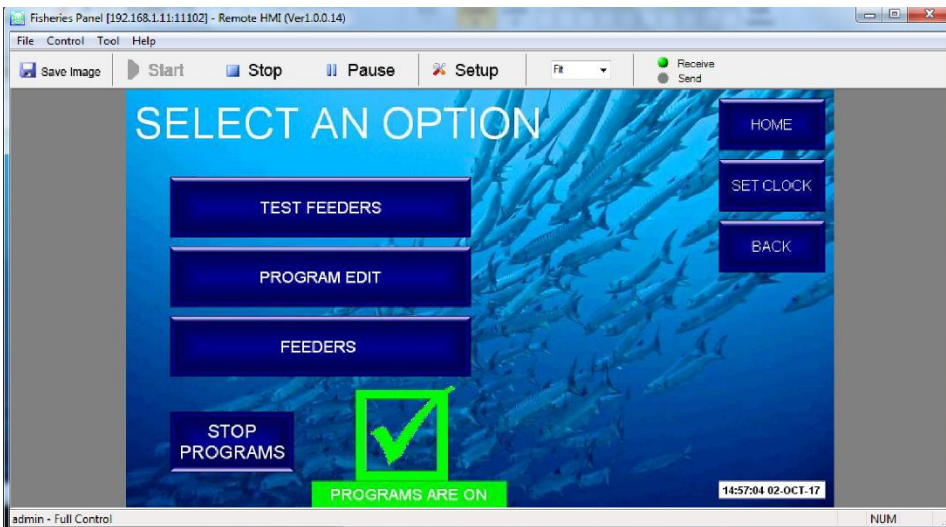 Fisheries Panel [192.168.1.11:11102] - Remote HMI (Ver1.0.0.14)
File Control Tool Help
Save Image Start Stop Pause Setup Fit Receive
Send
SELECT AN OPTION
HOME
TEST FEEDERS
SET CLOCK
PROGRAM EDIT
BACK
FEEDERS
STOP
PROGRAMS
PROGRAMS ARE ON
14:57:04 02-OCT-17
admin - Full Control NUM